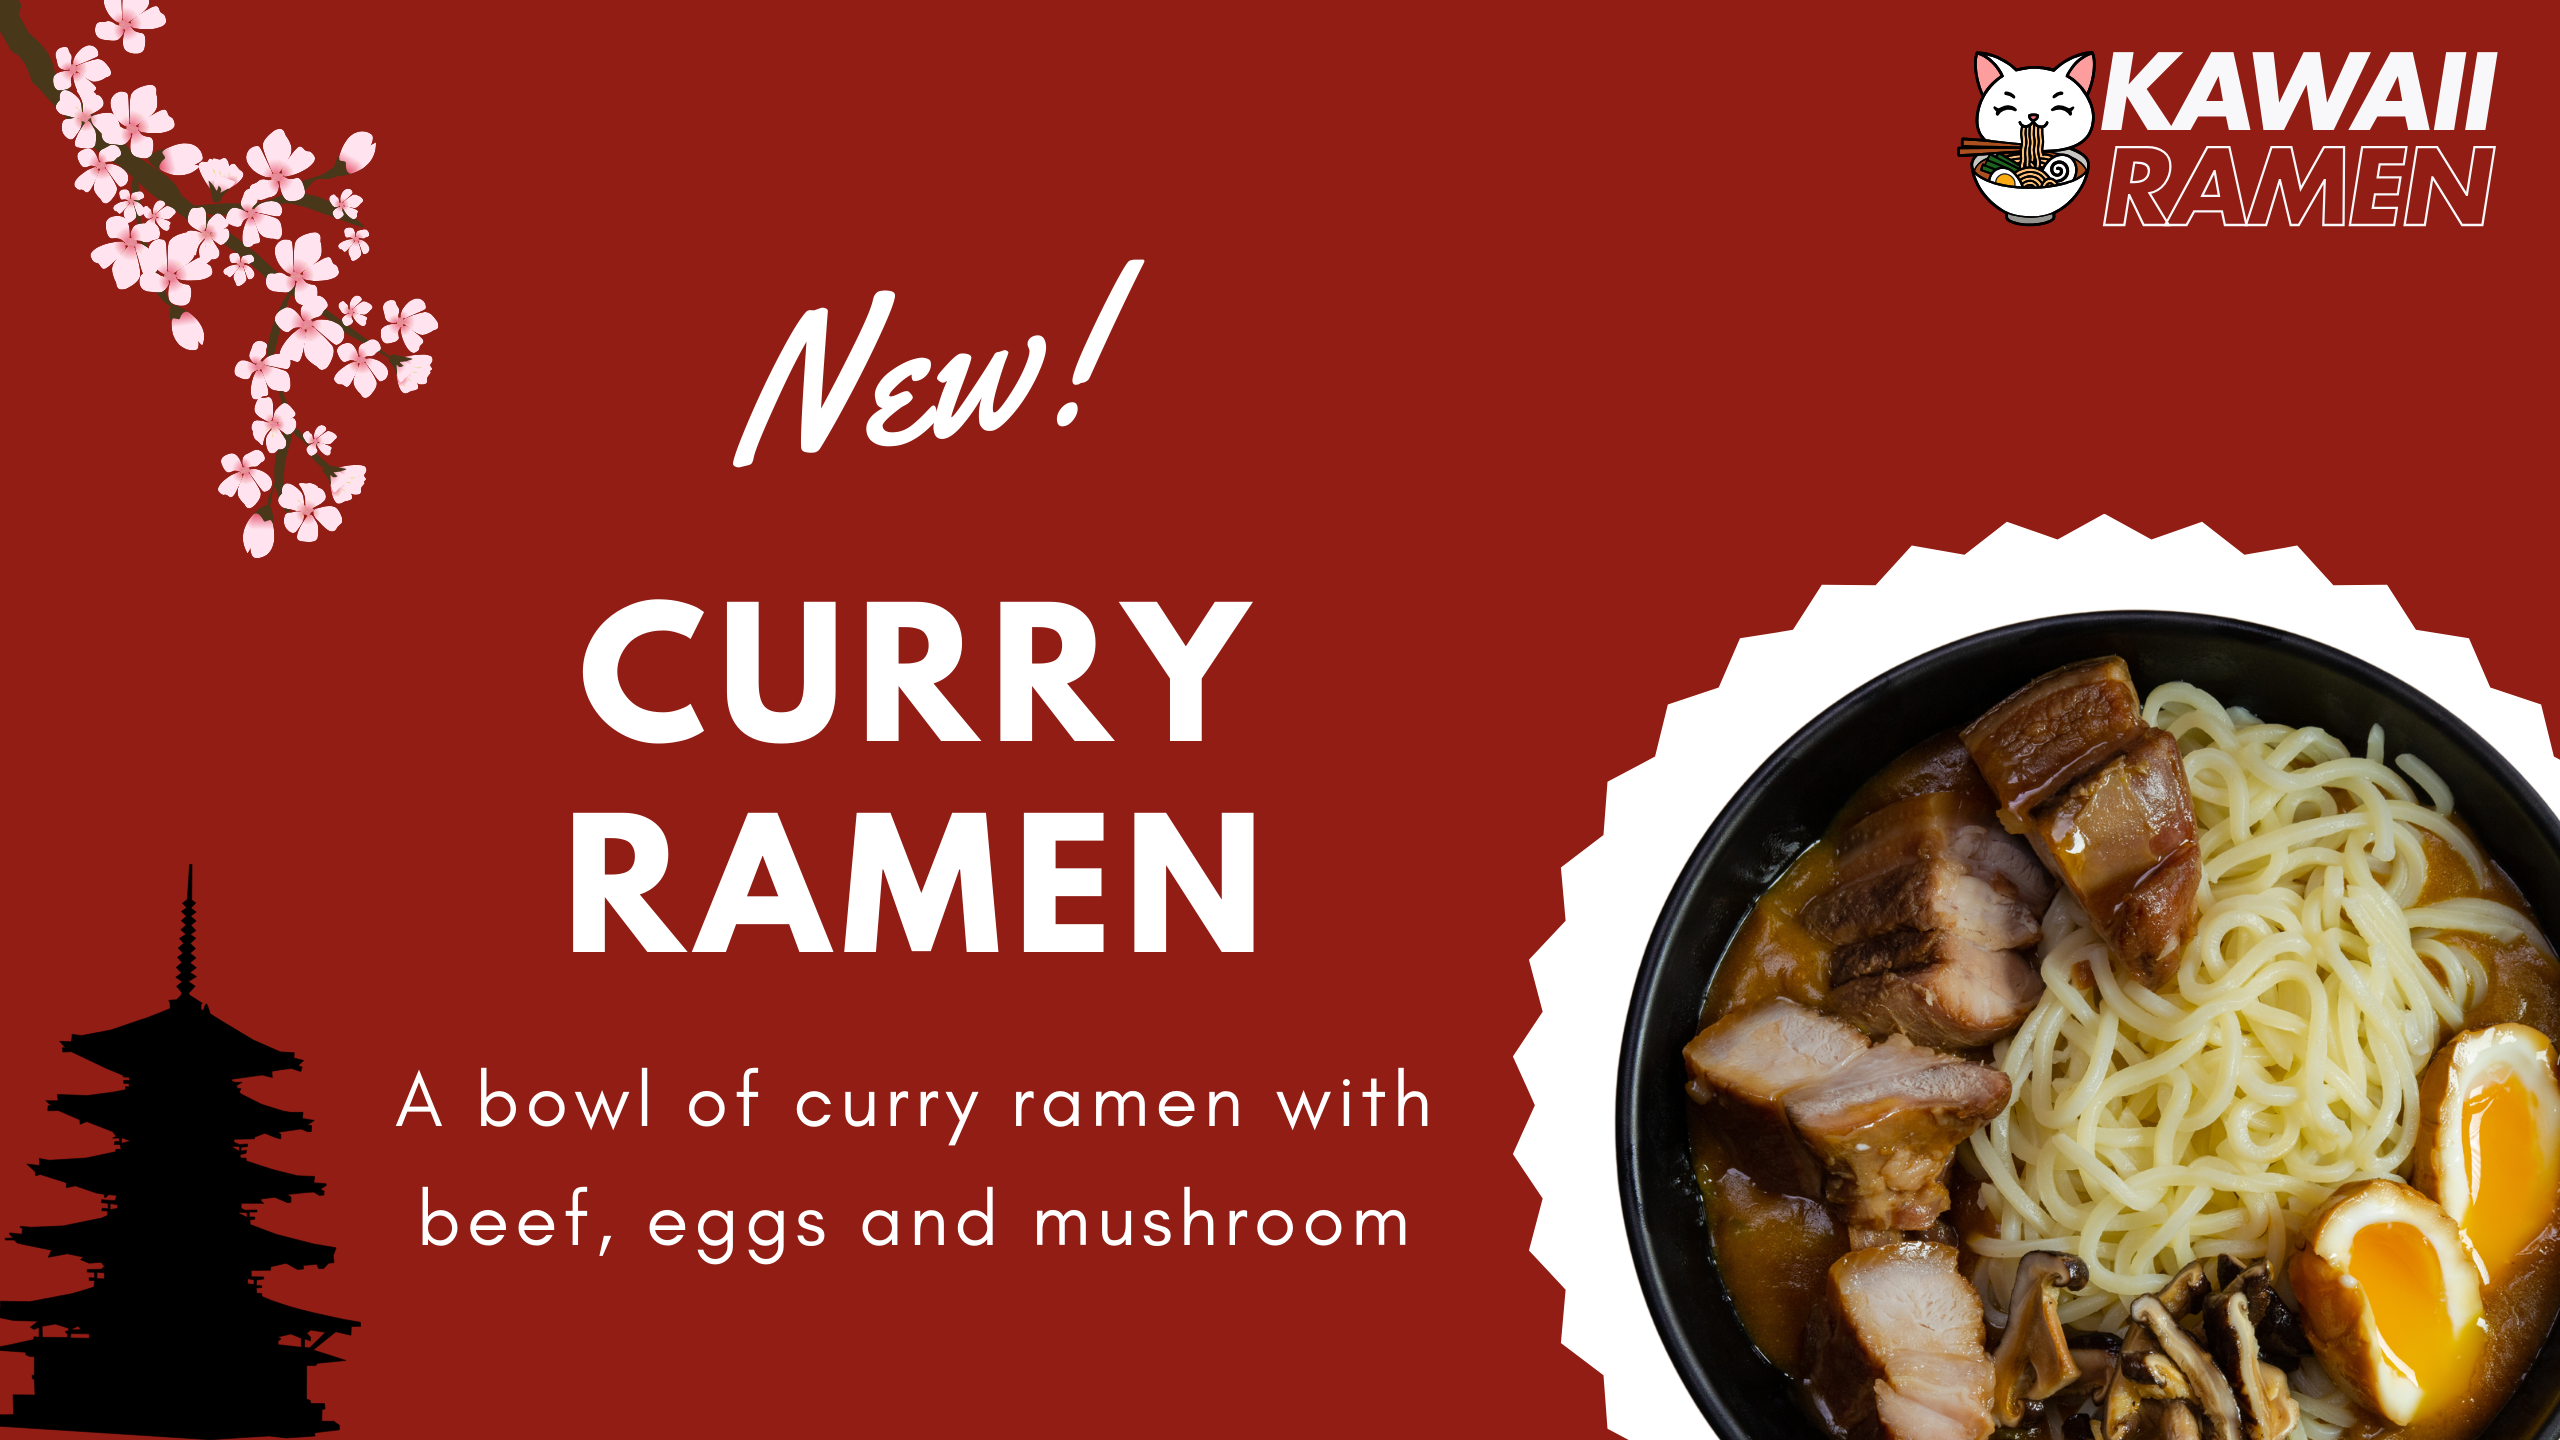 KAWAII
RAMEN
New!
CURRY
RAMEN
A bowl of curry ramen with
beef, eggs and mushroom